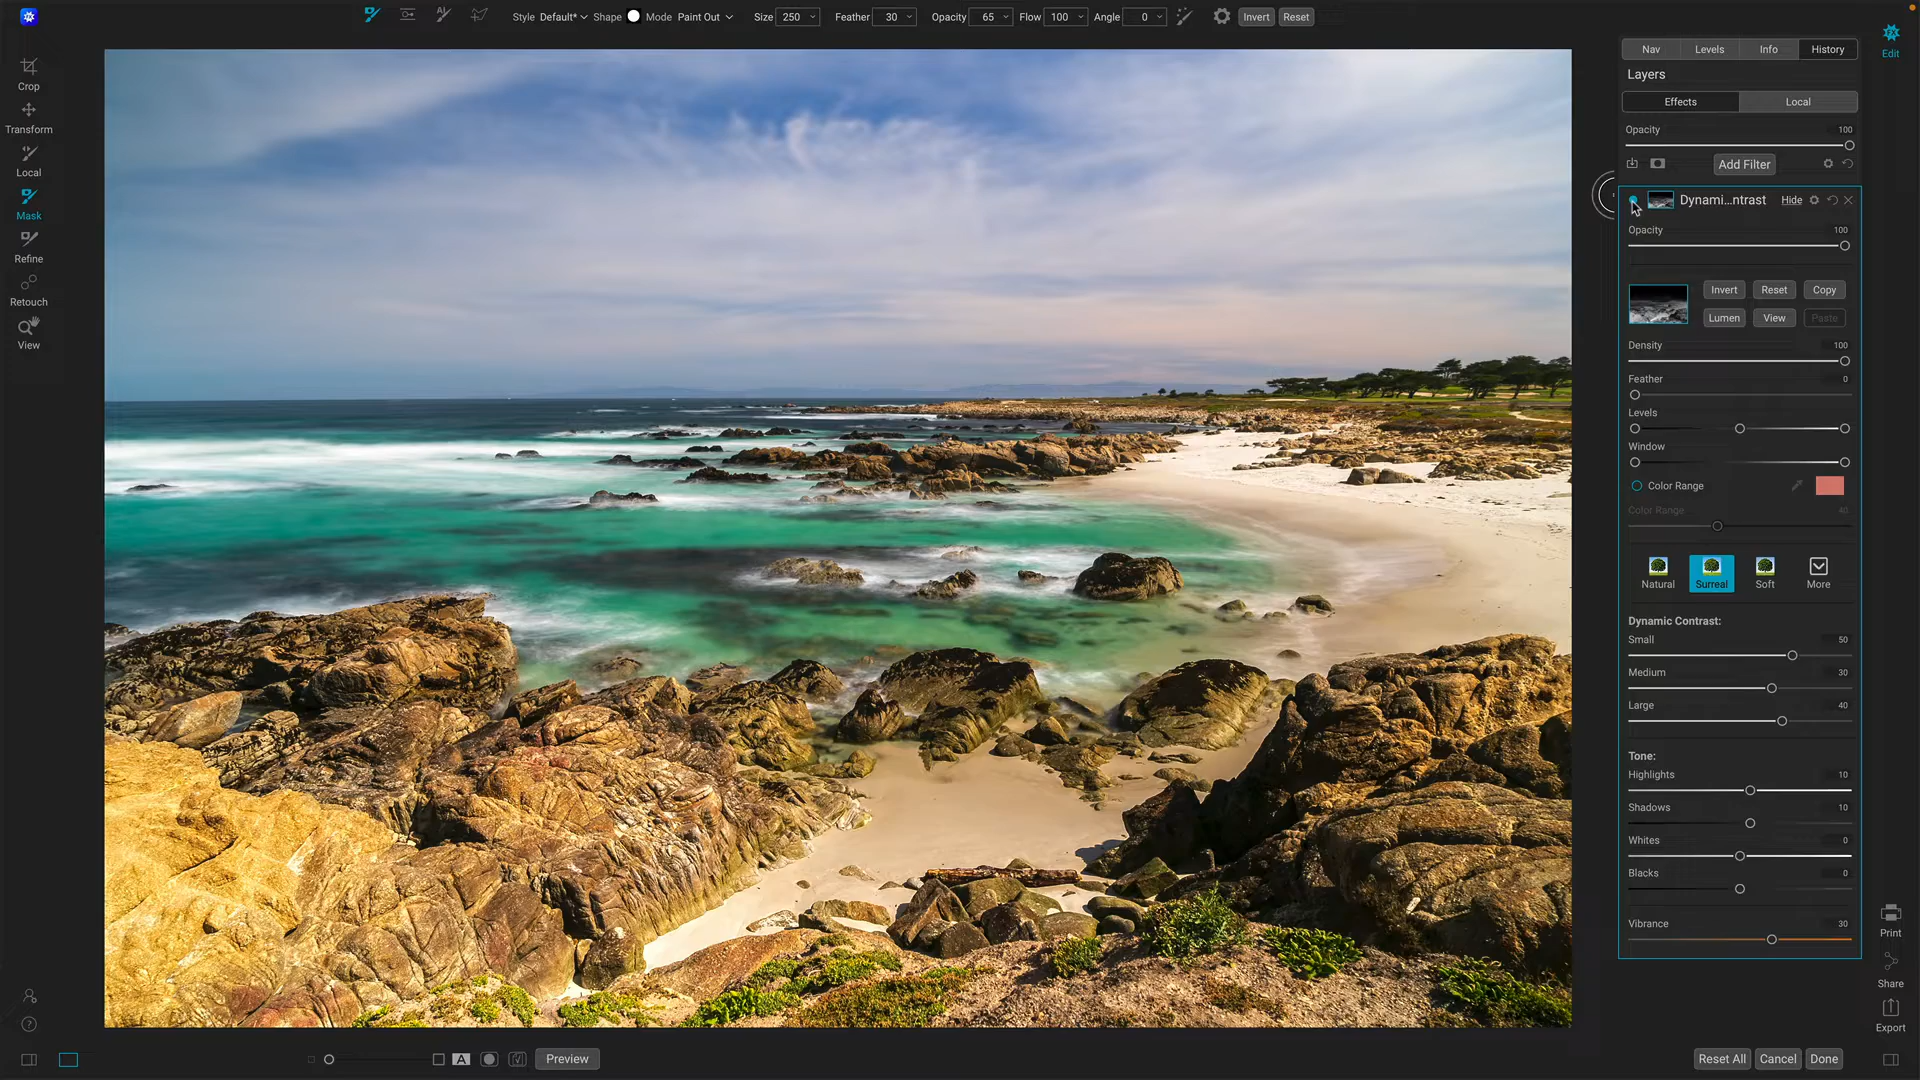 Style Default* Shape Mode Paint Out Size 250 Feather 30 Opacity 65 Flow 100 Angle 0 Invert Reset
Edit
Nav Levels Info History
Layers
Effects Local
Opacity 100
Add Filter
Dynami...ntrast Hide
Opacity 100
Invert Reset Copy
Lumen View Paste
Density 100
Feather 0
Levels
Window
Color Range
Color Range 40
Natural Surreal Soft More
Dynamic Contrast:
Small 50
Medium 30
Large 40
Tone:
Highlights 10
Shadows 10
Whites 0
Blacks 0
Vibrance 30
Crop
Transform
Local
Mask
Refine
Retouch
View
Print
Share
Export
?
A
Preview
Reset All Cancel Done